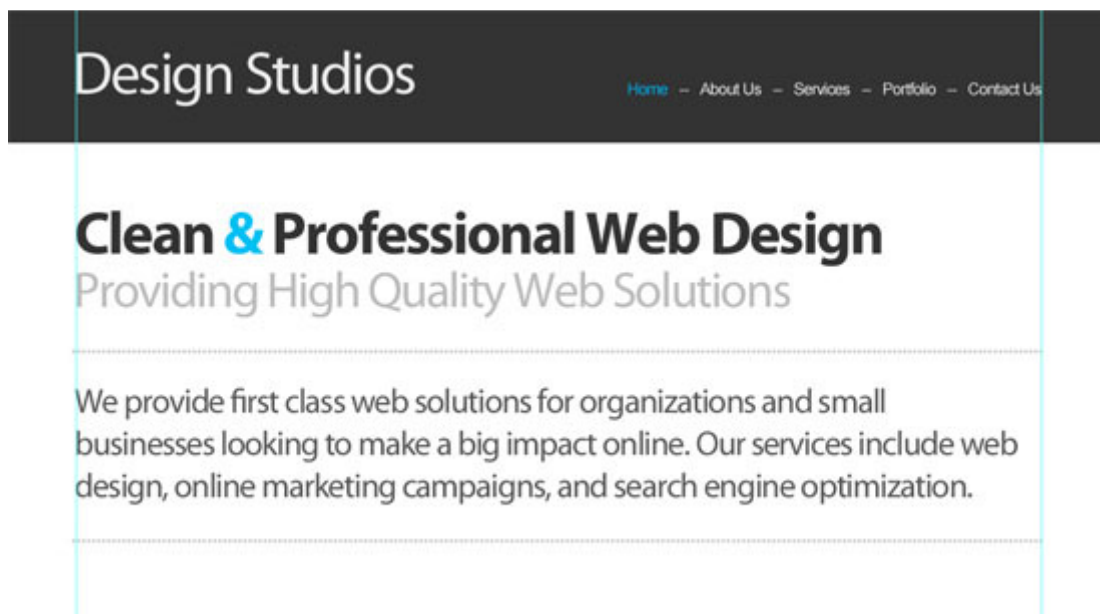 Design Studios
Home – About Us – Services – Portfolio – Contact Us
Clean & Professional Web Design
Providing High Quality Web Solutions
We provide first class web solutions for organizations and small
businesses looking to make a big impact online. Our services include web
design, online marketing campaigns, and search engine optimization.